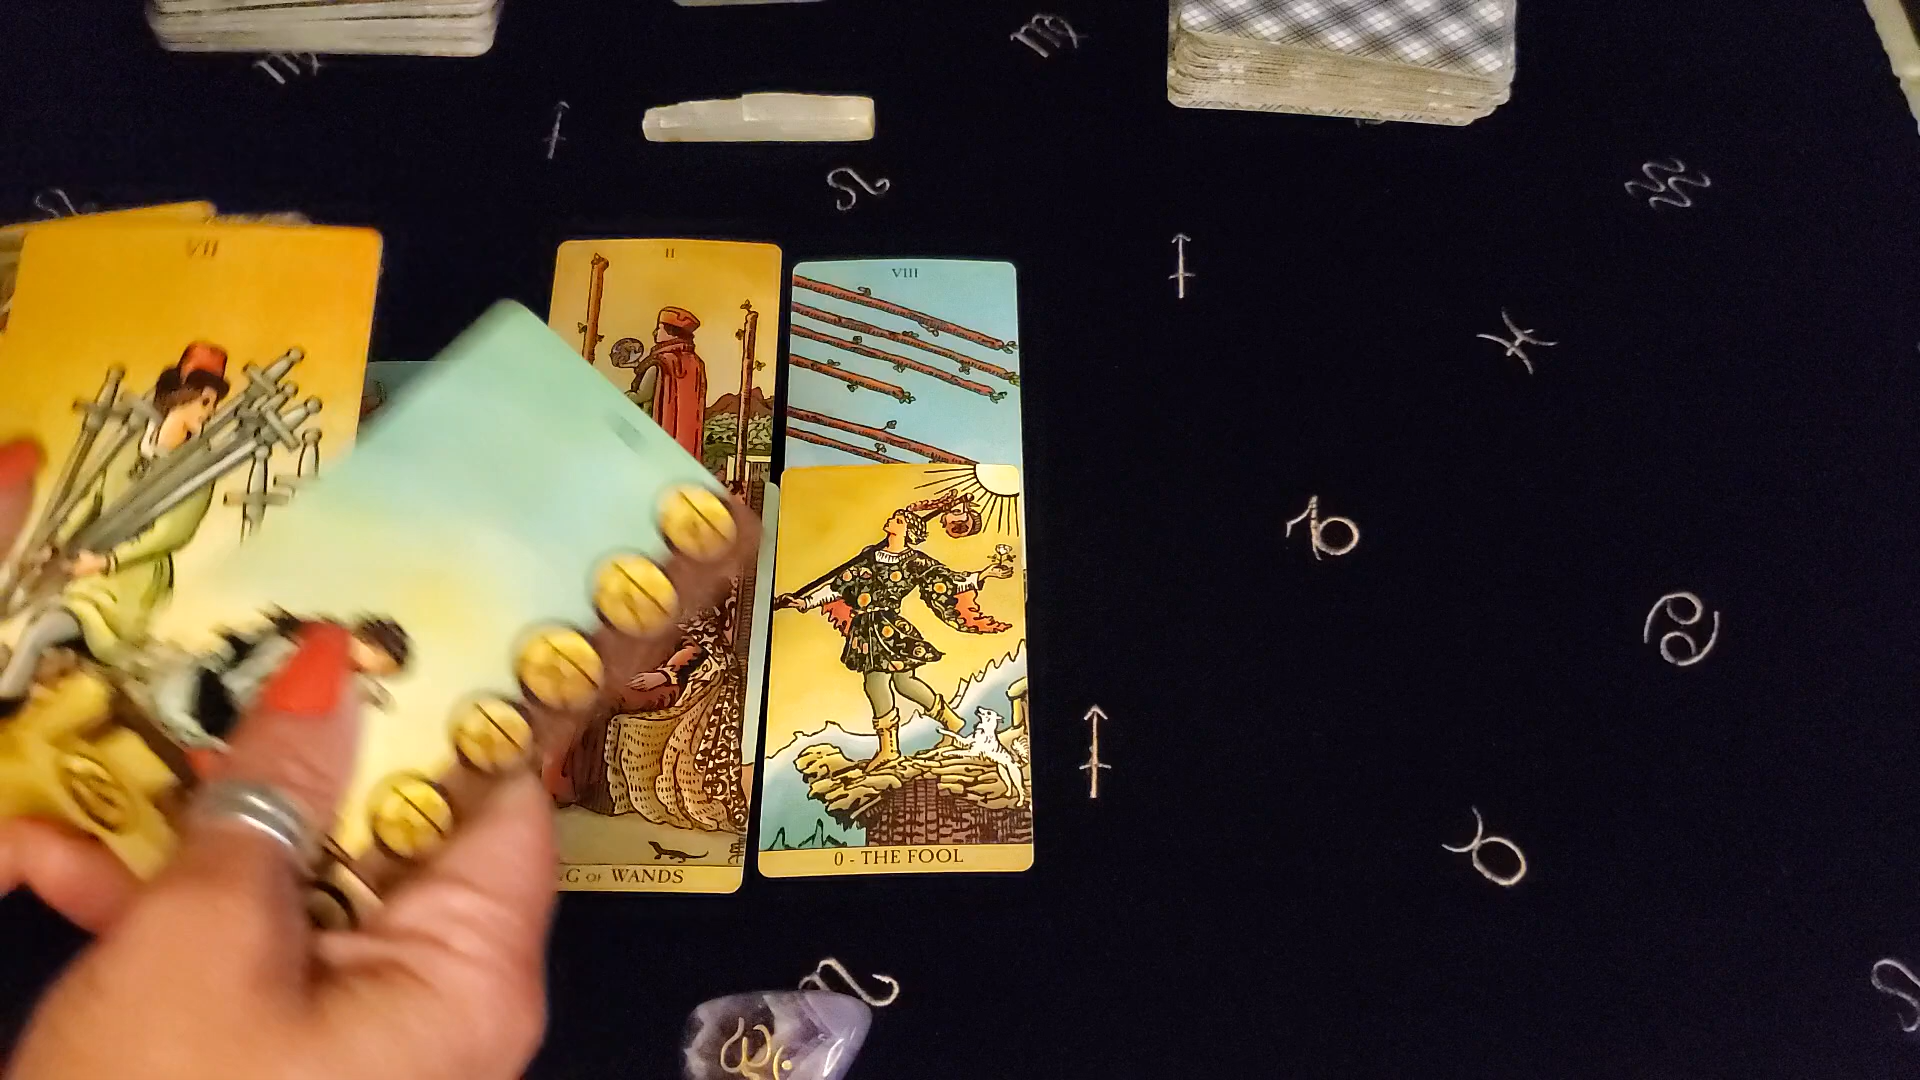 VII
II
VIII
G OF WANDS
0 - THE FOOL